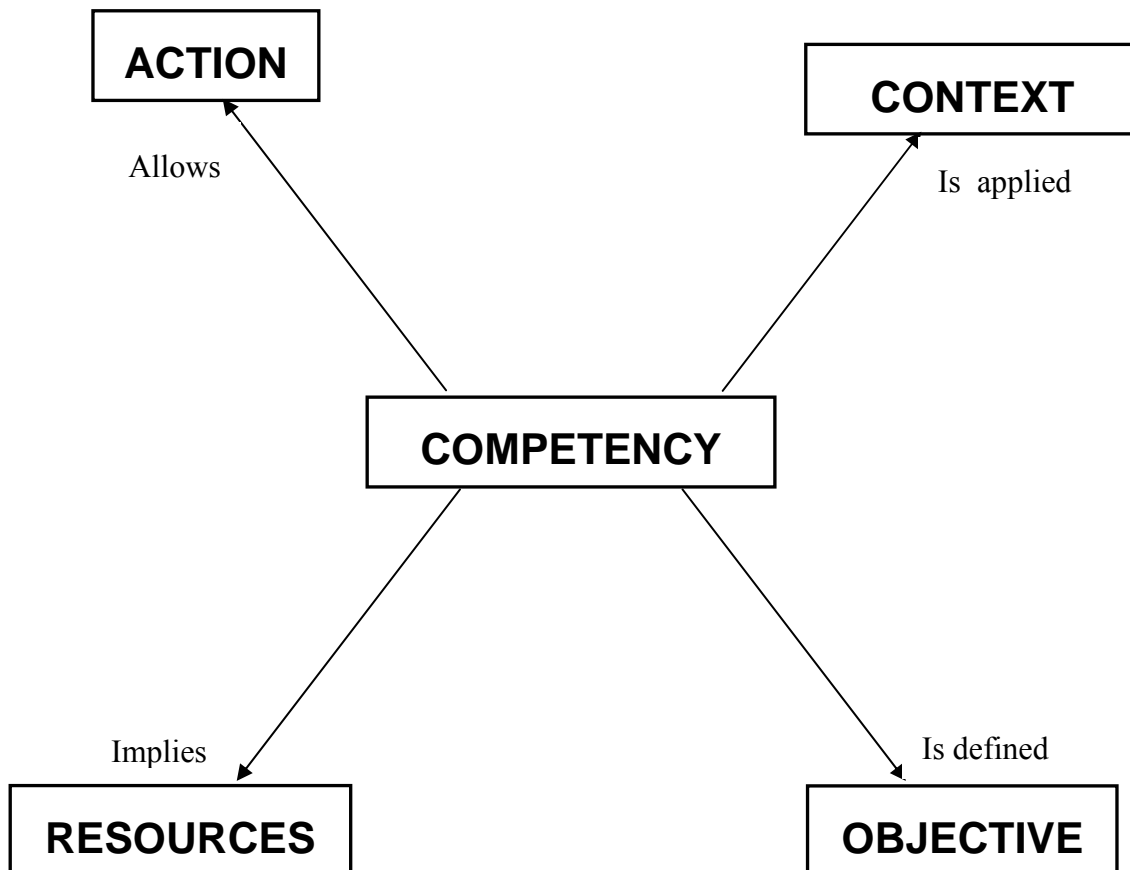 ACTION
CONTEXT
Allows
Is applied
COMPETENCY
Implies
Is defined
RESOURCES
OBJECTIVE